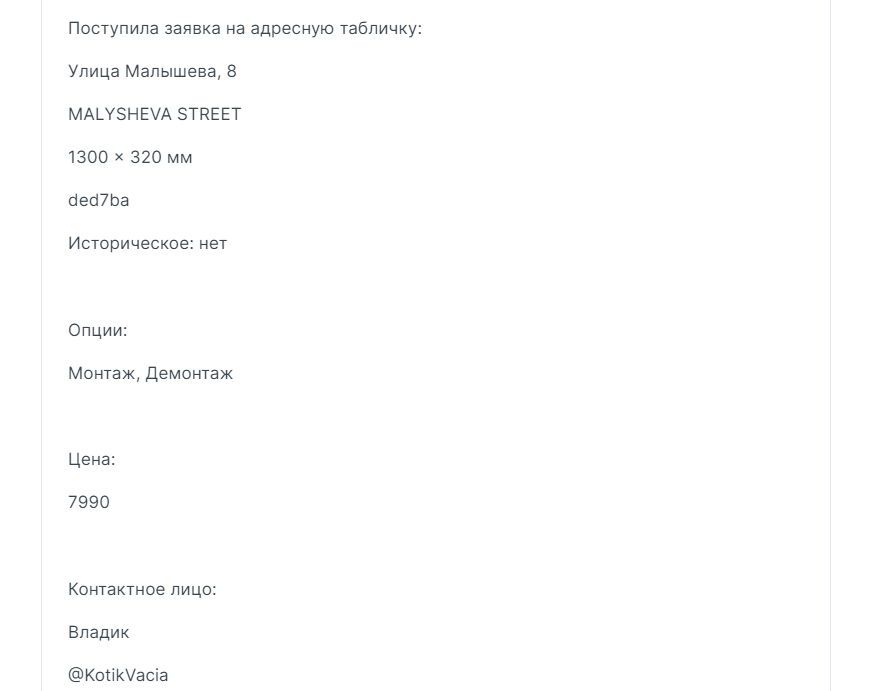 Поступила заявка на адресную табличку:
Улица Малышева, 8
MALYSHEVA STREET
1300 × 320 мм
ded7ba
Историческое: нет
Опции:
Монтаж, Демонтаж
Цена:
7990
Контактное лицо:
Владик
@KotikVacia